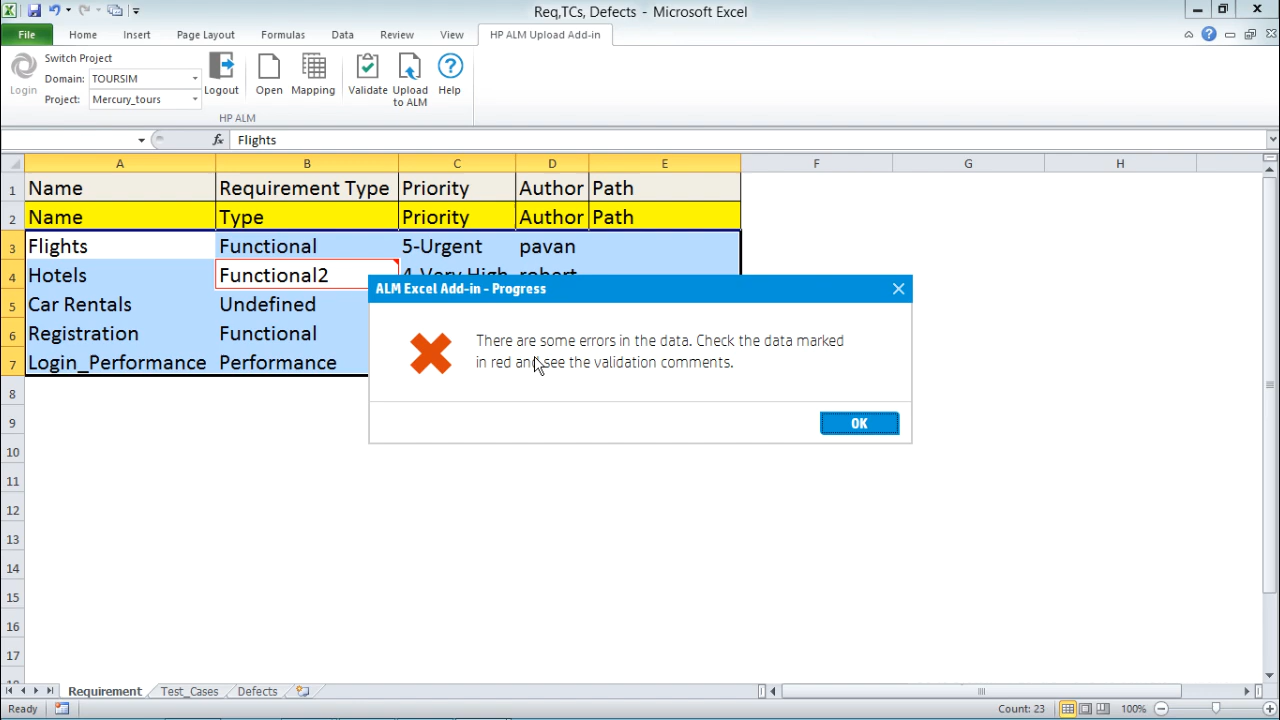 Req,TCs, Defects - Microsoft Excel
File Home Insert Page Layout Formulas Data Review View HP ALM Upload Add-in
Switch Project
Domain: TOURSIM
Project: Mercury_tours
Login
Logout
Open
Mapping
Validate
Upload to ALM
Help
HP ALM
fx Flights
A B C D E F G H
1 Name Requirement Type Priority Author Path
2 Name Type Priority Author Path
3 Flights Functional 5-Urgent pavan
4 Hotels Functional2 4-Very High robert
5 Car Rentals Undefined
6 Registration Functional
7 Login_Performance Performance
8
9
10
11
12
13
14
15
16
17
ALM Excel Add-in - Progress
There are some errors in the data. Check the data marked
in red and see the validation comments.
OK
Requirement Test_Cases Defects
Ready Count: 23 100%